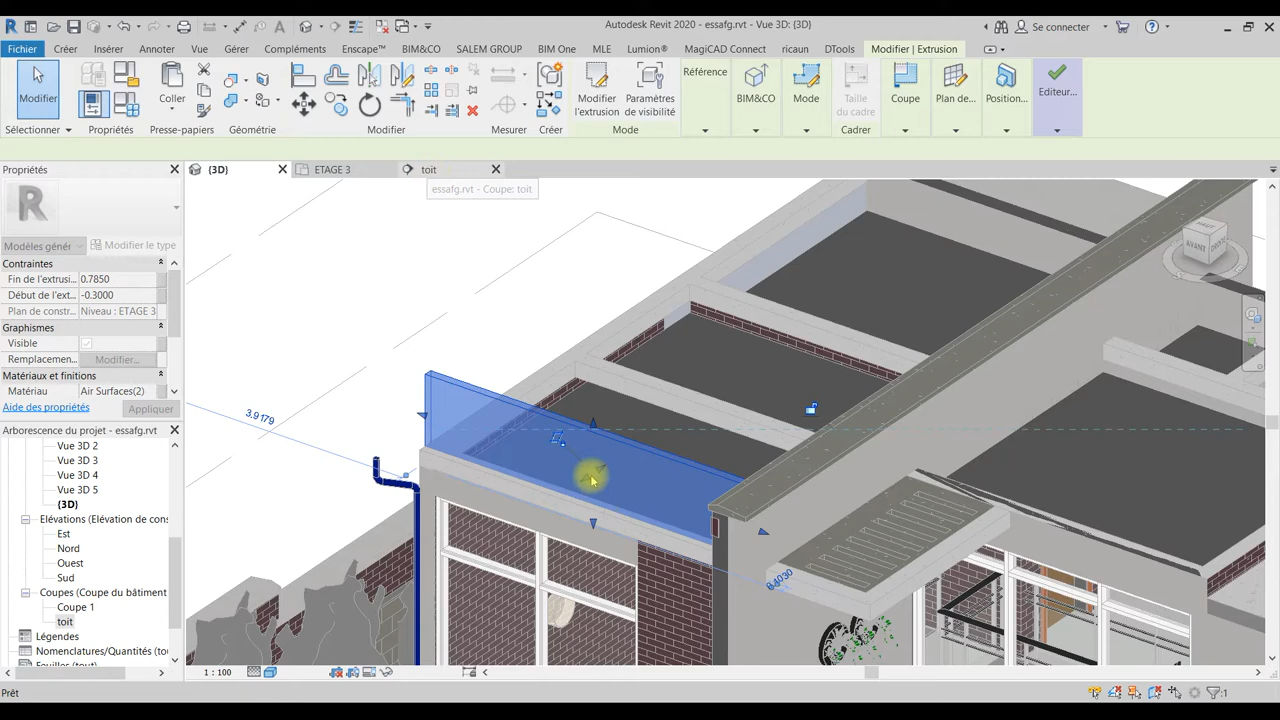 Autodesk Revit 2020 - essafg.rvt - Vue 3D: {3D}
Se connecter
Fichier Créer Insérer Annoter Vue Gérer Compléments Enscape™ BIM&CO SALEM GROUP BIM One MLE Lumion® MagiCAD Connect ricaun DTools Modifier | Extrusion
Modifier
Coller
Modifier l'extrusion
Paramètres de visibilité
Référence
BIM&CO
Mode
Taille du cadre
Coupe
Plan de...
Position...
Editeur...
Sélectionner Propriétés Presse-papiers Géométrie Modifier Mesurer Créer Mode Cadrer
Propriétés
{3D}
ETAGE 3
toit
essafg.rvt - Coupe: toit
Modèles génér
Modifier le type
Contraintes
Fin de l'extrusi... 0.7850
Début de l'ext... -0.3000
Plan de constr... Niveau : ETAGE 3
Graphismes
Visible
Remplacemen... Modifier...
Matériaux et finitions
Matériau Air Surfaces(2)
Aide des propriétés
Appliquer
Arborescence du projet - essafg.rvt
Vue 3D 2
Vue 3D 3
Vue 3D 4
Vue 3D 5
{3D}
Elévations (Elévation de cons
Est
Nord
Ouest
Sud
Coupes (Coupe du bâtiment
Coupe 1
toit
Légendes
Nomenclatures/Quantités (tou
Feuilles (tout)
3.9179
AVANT
1 : 100
Prêt
:1